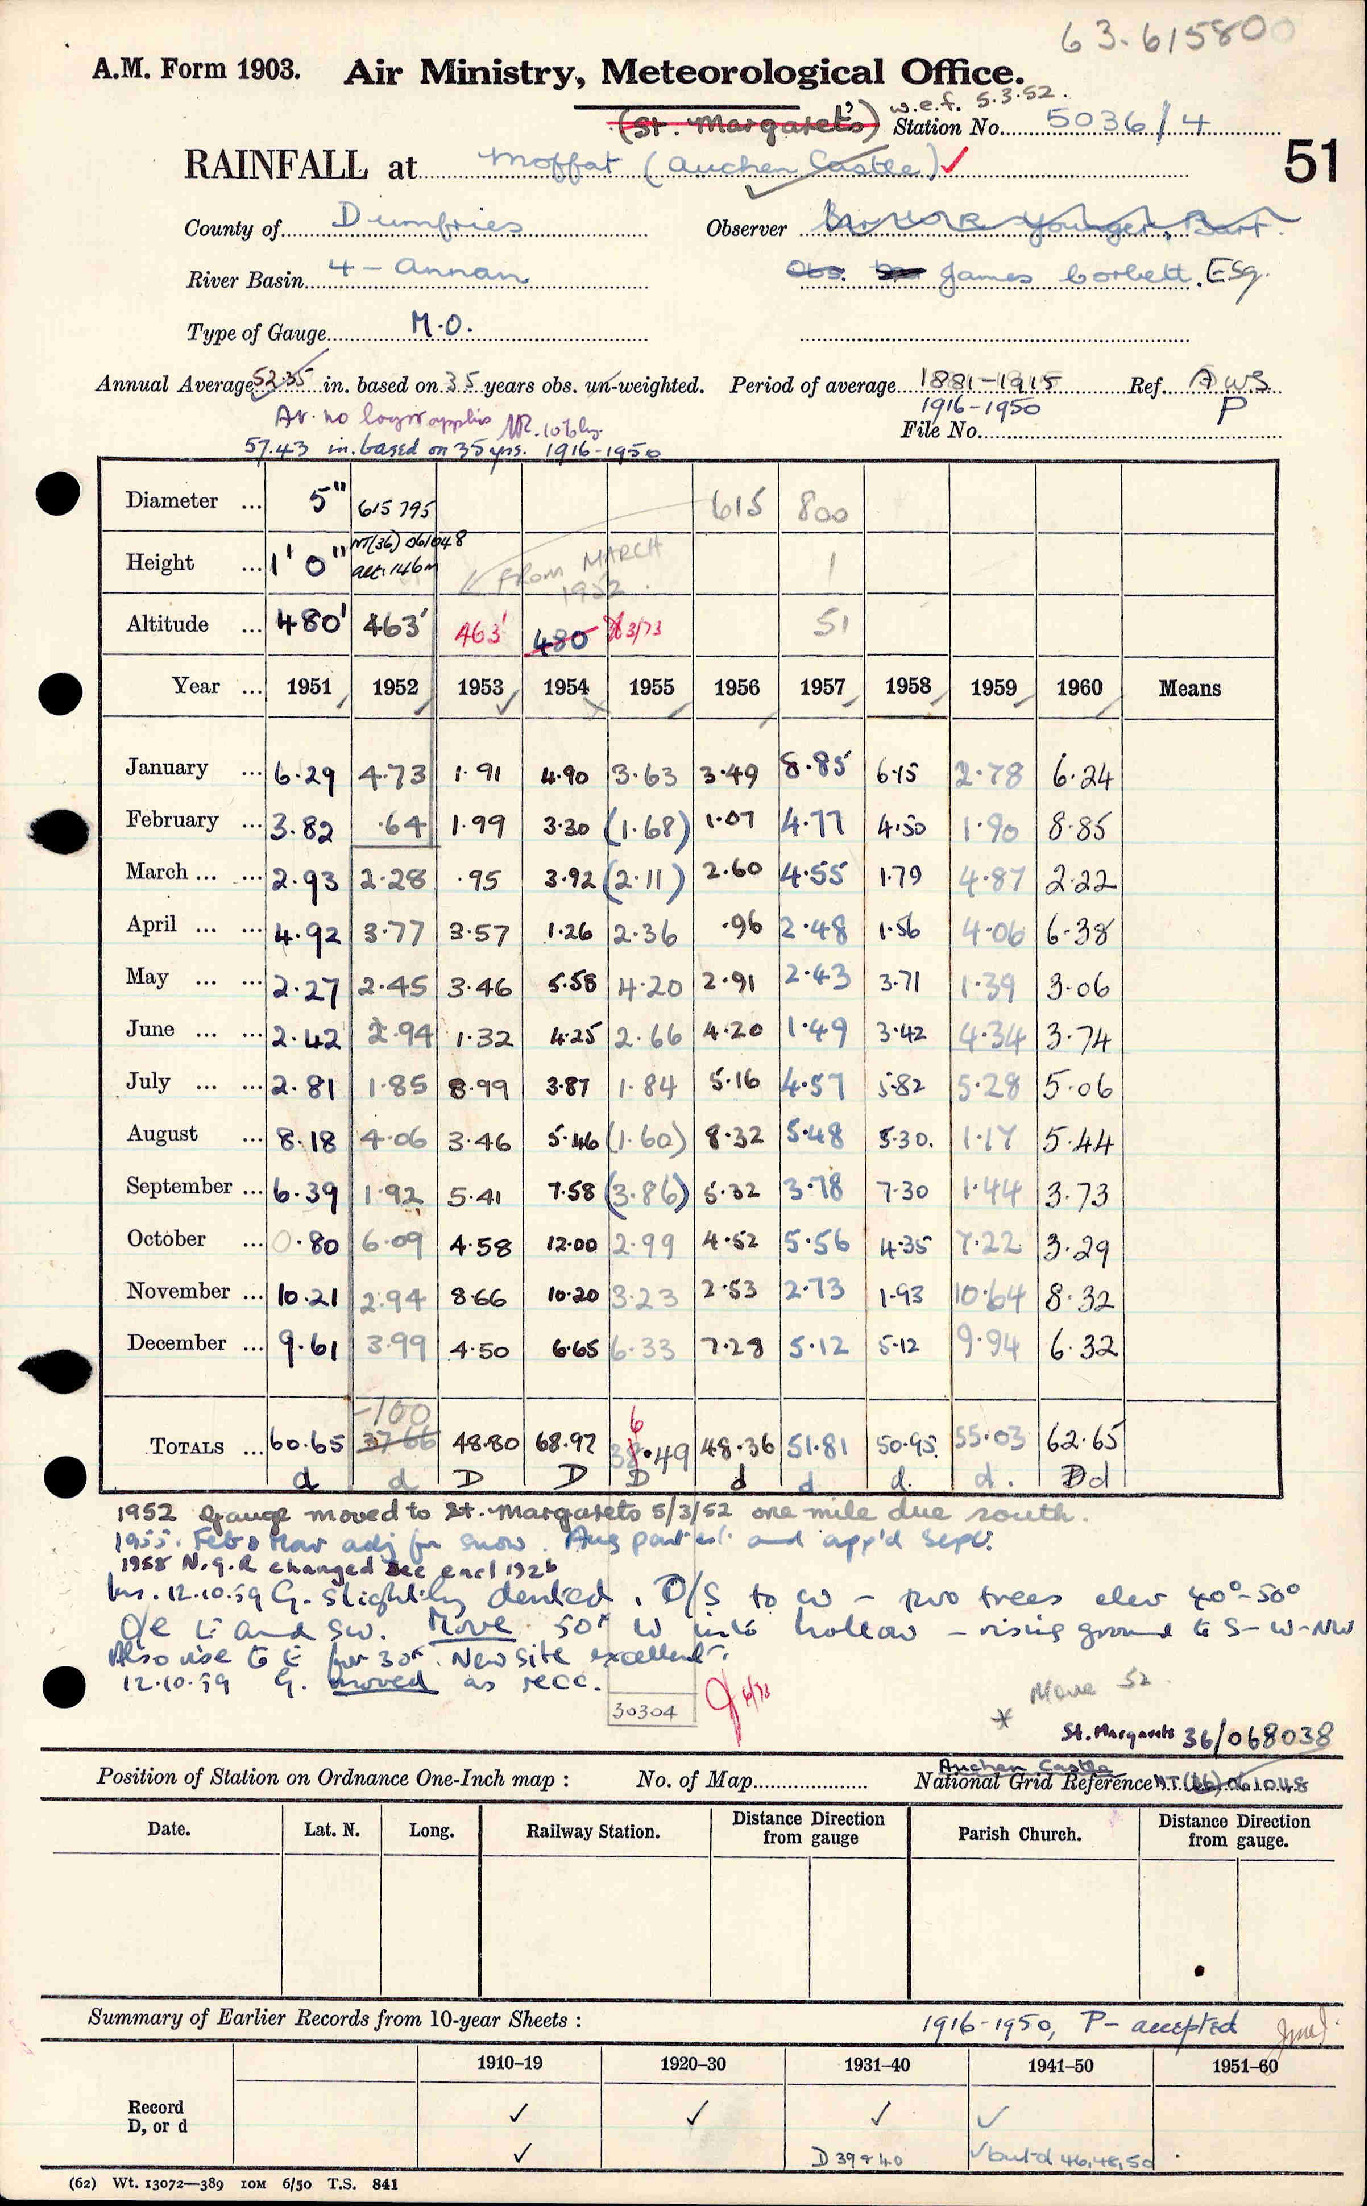 63.615800
A.M. Form 1903. Air Ministry, Meteorological Office.
w.e.f. 5.3.52.
(St. Margaret's) Station No. 5036/4
51
RAINFALL at Moffat (Auchen Castle) ✓
County of Dumfries Observer Younger, Bart.
River Basin 4 - Annan Obs. James Corbett, Esq.
Type of Gauge M.O.
Annual Average 52.35 in. based on 35 years obs. un-weighted. Period of average 1881-1915 Ref. AWS
1916-1950 P
Av. no longer applies
File No.
57.43 in. based on 35 yrs. 1916-1950
Diameter ... 5" 615795 615 800
Height ... 1' 0" NT(36) 061048 alt. 146m FROM MARCH 1952. 1
Altitude ... 480' 463' 463' 480 3/73 51
Year ... 1951 1952 1953 1954 1955 1956 1957 1958 1959 1960 Means
January ... 6.29 4.73 1.91 4.90 3.63 3.49 8.85 6.15 2.78 6.24
February ... 3.82 .64 1.99 3.30 (1.68) 1.07 4.77 4.50 1.90 8.85
March ... ... 2.93 2.28 .95 3.92 (2.11) 2.60 4.55 1.79 4.87 2.22
April ... ... 4.92 3.77 3.57 1.26 2.36 .96 2.48 1.56 4.06 6.38
May ... ... 2.27 2.45 3.46 5.58 4.20 2.91 2.43 3.71 1.39 3.06
June ... ... 2.42 2.94 1.32 4.25 2.66 4.20 1.49 3.42 4.34 3.74
July ... ... 2.81 1.85 8.99 3.87 1.84 5.16 4.57 5.82 5.28 5.06
August ... 8.18 4.06 3.46 5.46 (1.60) 8.32 5.48 5.30. 1.17 5.44
September ... 6.39 1.92 5.41 7.58 (3.86) 5.32 3.78 7.30 1.44 3.73
October ... 0.80 6.09 4.58 12.00 2.99 4.52 5.56 4.35 7.22 3.29
November ... 10.21 2.94 8.66 10.20 3.23 2.53 2.73 1.93 10.64 8.32
December ... 9.61 3.99 4.50 6.65 6.33 7.28 5.12 5.12 9.94 6.32
-100 6
TOTALS ... 60.65 37.66 48.80 68.97 38.49 48.36 51.81 50.95. 55.03 62.65
d d D D D d d d. d. Dd
1952 Gauge moved to St. Margarets 5/3/52 one mile due south.
1955. Feb & Mar adj for snow. Aug part est. and app'd Sept.
1958 N.G.R changed see encl 192b
Ins. 12.10.59 G. slightly dented. O/S to W - two trees elev 40°-50°
O/e E and SW. Move 50ft W into hollow - rising ground to S-W-NW
Also rise to E for 30ft. New site excellent.
12.10.59 G. moved as recc.
30304
Move 52
* St. Margarets 36/068038
Auchen Castle
Position of Station on Ordnance One-Inch map : No. of Map National Grid Reference NT(36) 061048
Date. Lat. N. Long. Railway Station. Distance Direction from gauge Parish Church. Distance Direction from gauge.
Summary of Earlier Records from 10-year Sheets : 1916-1950, P - accepted
1910-19 1920-30 1931-40 1941-50 1951-60
Record ✓ ✓ ✓ ✓
D, or d
✓ D 39 & 40 ✓ but d 46, 48, 50
(62) Wt. 13072—389 10M 6/50 T.S. 841